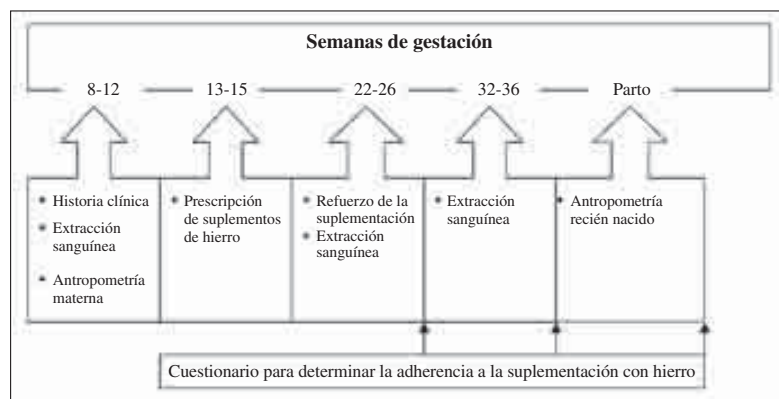 Semanas de gestación
8-12
13-15
22-26
32-36
Parto
• Historia clínica
• Extracción
sanguínea
• Antropometría
materna
• Prescripción
de suplementos
de hierro
• Refuerzo de la
suplementación
• Extracción
sanguínea
• Extracción
sanguínea
• Antropometría
recién nacido
Cuestionario para determinar la adherencia a la suplementación con hierro